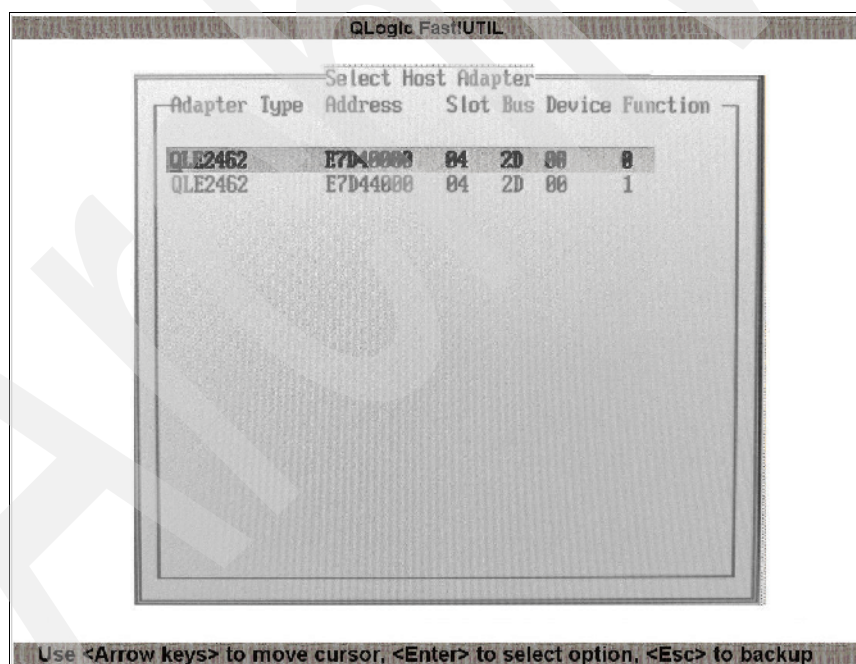 QLogic Fast!UTIL
Select Host Adapter
Adapter Type Address Slot Bus Device Function
QLE2462 E7D40000 04 2D 00 0
QLE2462 E7D44000 04 2D 00 1
Use <Arrow keys> to move cursor, <Enter> to select option, <Esc> to backup